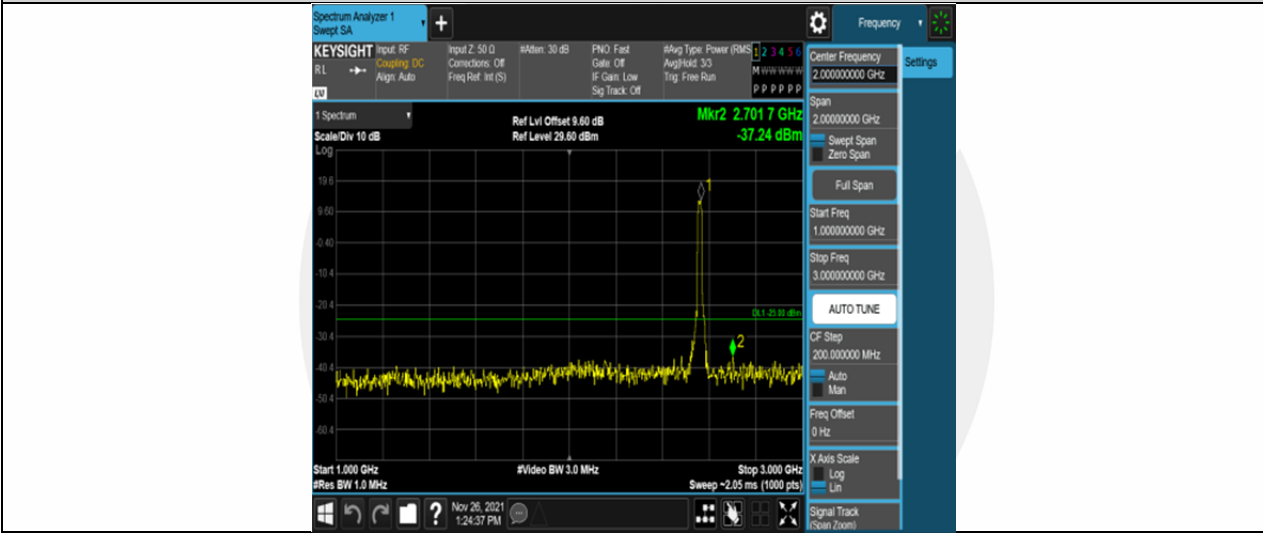 Spectrum Analyzer 1
Swept SA
+
Frequency
KEYSIGHT
RL
LV
Input: RF
Coupling: DC
Align: Auto
Input Z: 50 Ω
Corrections: Off
Freq Ref: Int (S)
#Atten: 30 dB
PNO: Fast
Gate: Off
IF Gain: Low
Sig Track: Off
#Avg Type: Power (RMS
Avg|Hold: 3/3
Trig: Free Run
1 2 3 4 5 6
M W W W W W
P P P P P P
1 Spectrum
Scale/Div 10 dB
Log
Ref Lvl Offset 9.60 dB
Ref Level 29.60 dBm
Mkr2 2.701 7 GHz
-37.24 dBm
19.6
9.60
-0.40
-10.4
-20.4
-30.4
-40.4
-50.4
-60.4
1
DL1 -25.00 dBm
2
Start 1.000 GHz
#Res BW 1.0 MHz
#Video BW 3.0 MHz
Stop 3.000 GHz
Sweep ~2.05 ms (1000 pts)
Nov 26, 2021
1:24:37 PM
?
Center Frequency
2.000000000 GHz
Settings
Span
2.00000000 GHz
Swept Span
Zero Span
Full Span
Start Freq
1.000000000 GHz
Stop Freq
3.000000000 GHz
AUTO TUNE
CF Step
200.000000 MHz
Auto
Man
Freq Offset
0 Hz
X Axis Scale
Log
Lin
Signal Track
(Span Zoom)